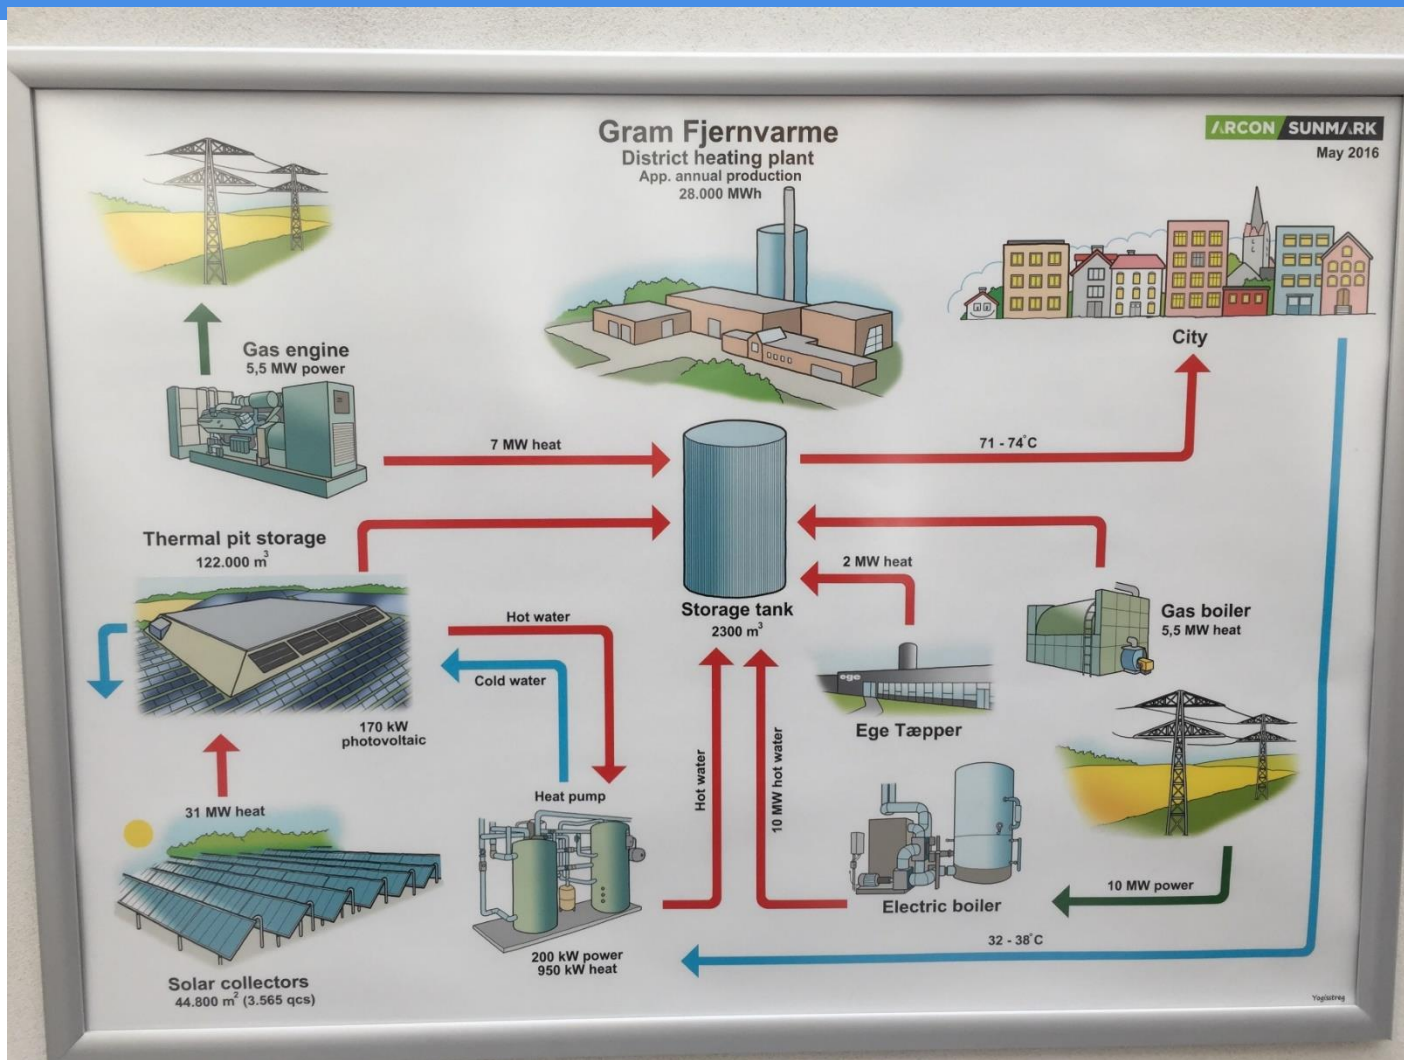 Gram Fjernvarme
District heating plant
App. annual production
28.000 MWh
ARCON SUNMARK
May 2016
City
Gas engine
5,5 MW power
7 MW heat
71 - 74°C
Thermal pit storage
122.000 m³
2 MW heat
Storage tank
2300 m³
Gas boiler
5,5 MW heat
Hot water
Cold water
ege
170 kW
photovoltaic
Ege Tæpper
Hot water
10 MW hot water
31 MW heat
Heat pump
10 MW power
Electric boiler
32 - 38°C
200 kW power
950 kW heat
Solar collectors
44.800 m² (3.565 qcs)